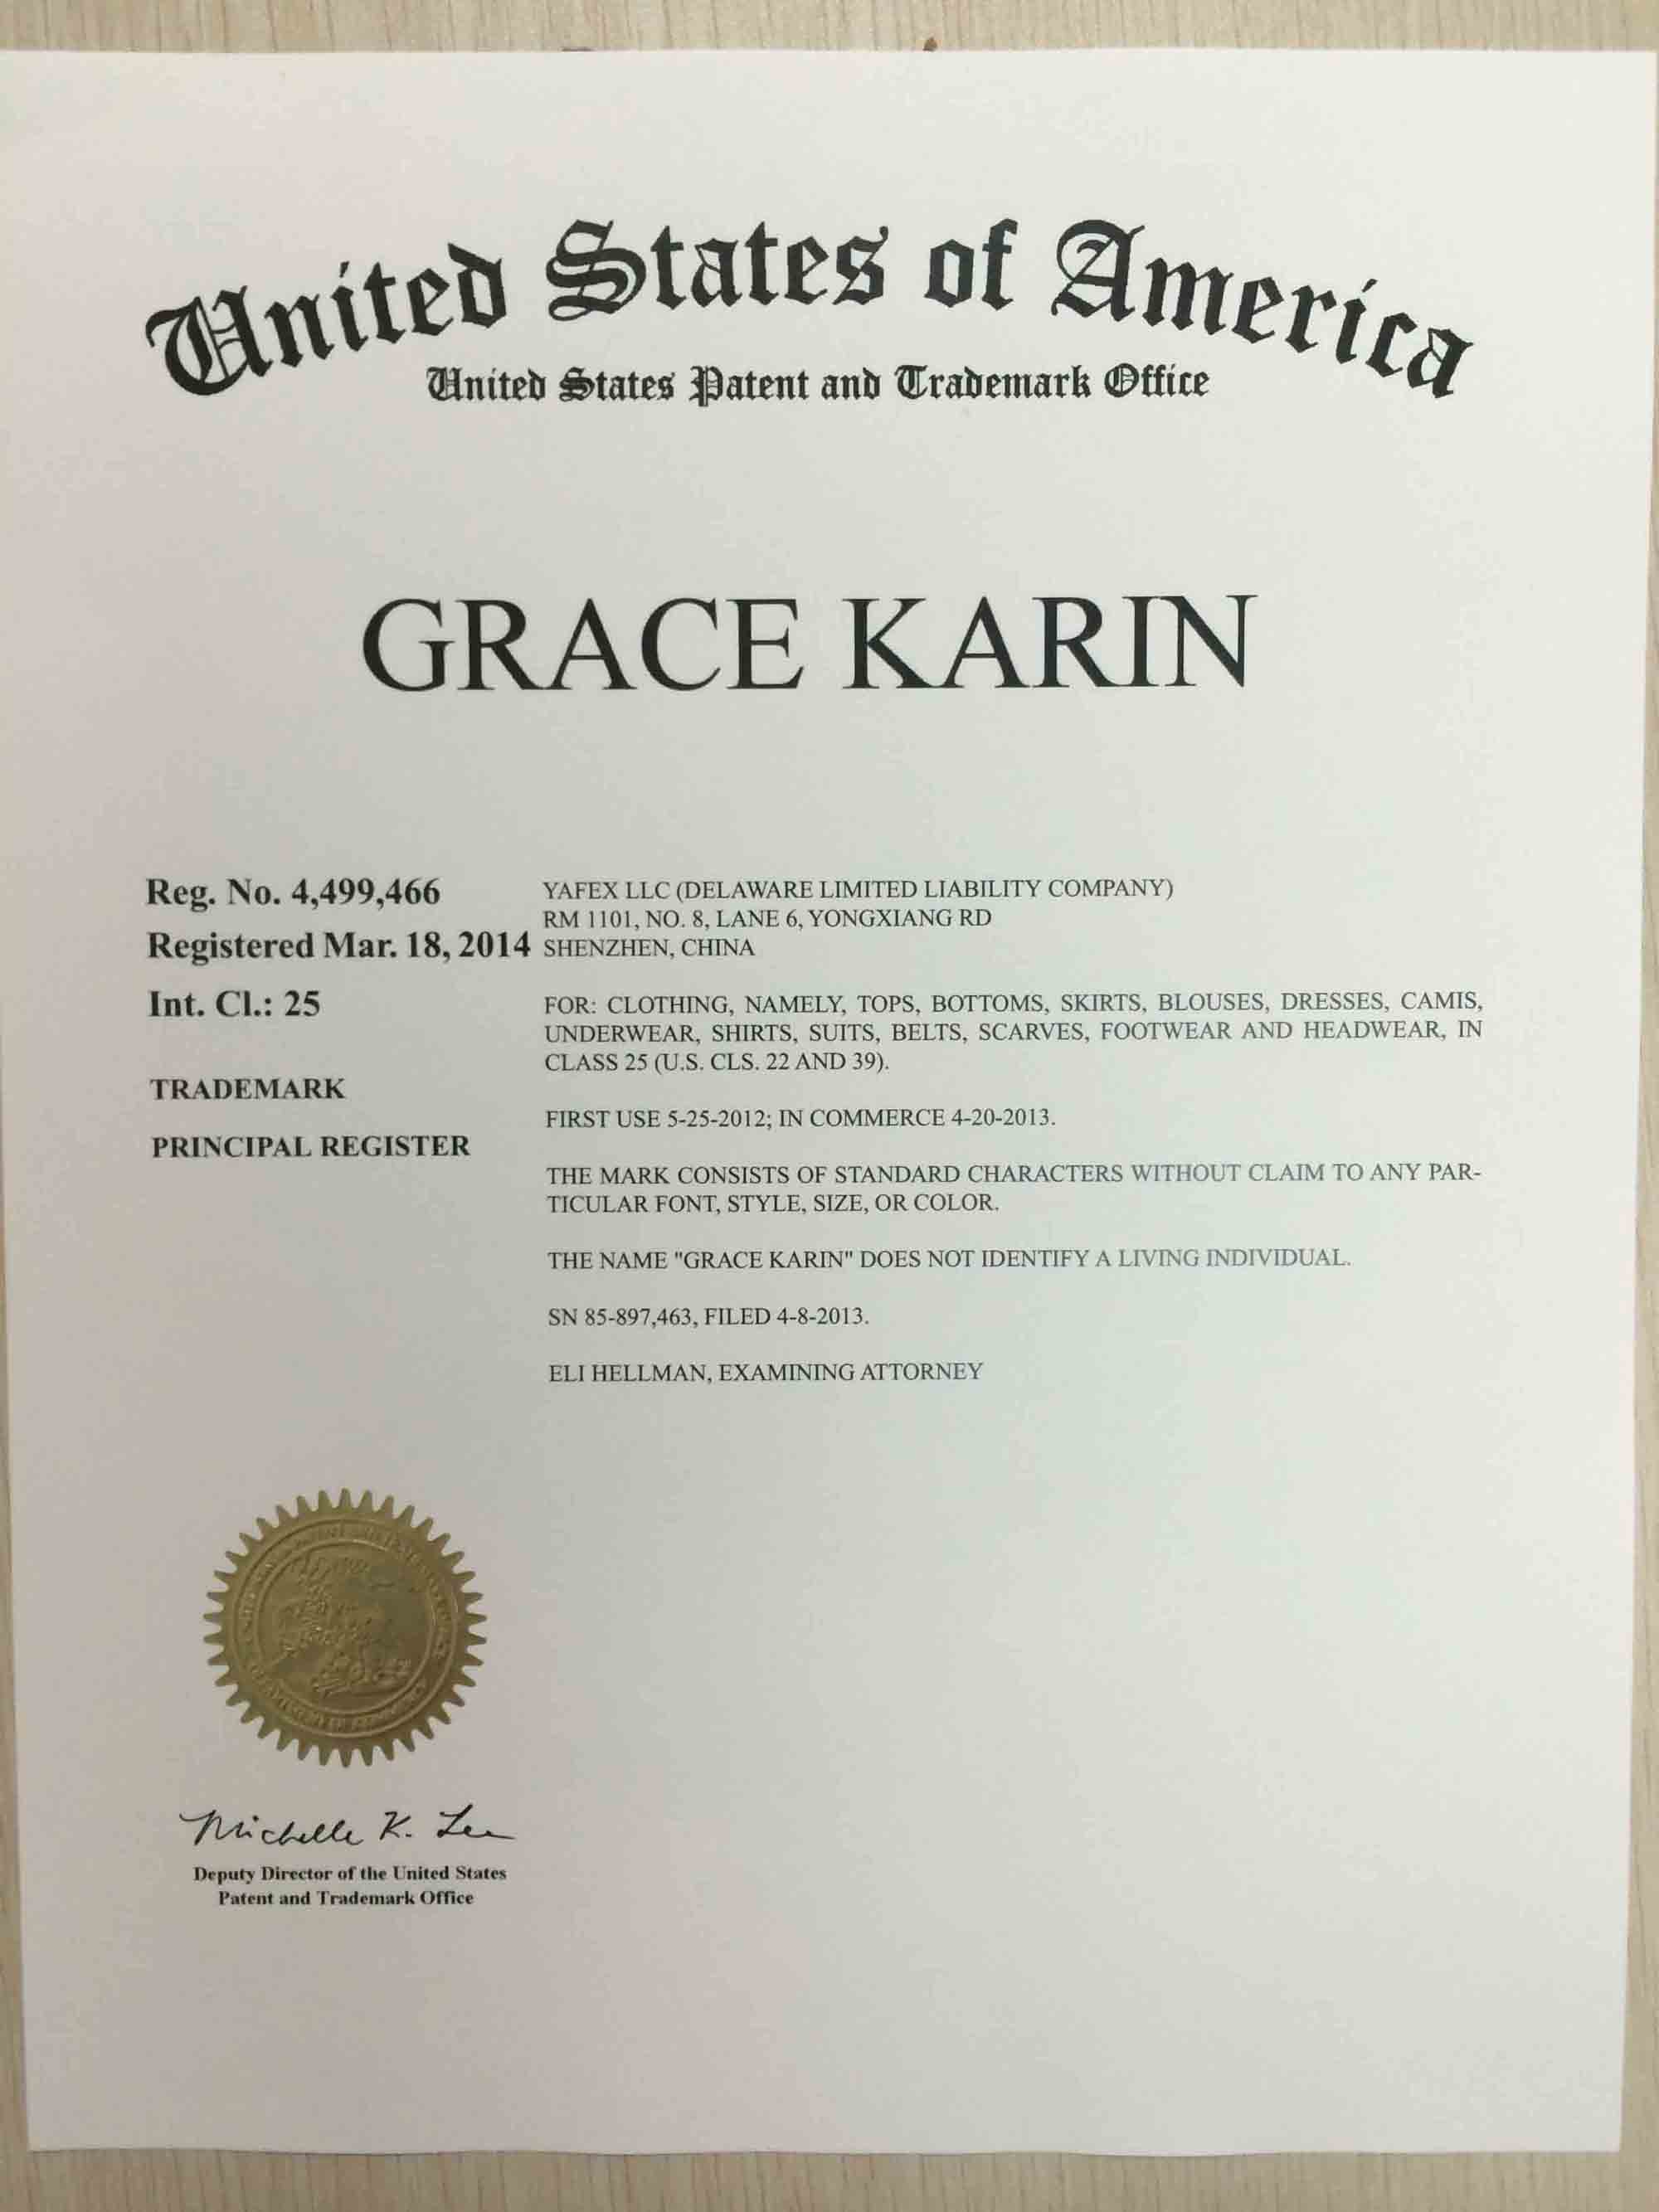 United States of America
United States Patent and Trademark Office
GRACE KARIN
Reg. No. 4,499,466
Registered Mar. 18, 2014
Int. Cl.: 25
TRADEMARK
PRINCIPAL REGISTER
YAFEX LLC (DELAWARE LIMITED LIABILITY COMPANY)
RM 1101, NO. 8, LANE 6, YONGXIANG RD
SHENZHEN, CHINA
FOR: CLOTHING, NAMELY, TOPS, BOTTOMS, SKIRTS, BLOUSES, DRESSES, CAMIS,
UNDERWEAR, SHIRTS, SUITS, BELTS, SCARVES, FOOTWEAR AND HEADWEAR, IN
CLASS 25 (U.S. CLS. 22 AND 39).
FIRST USE 5-25-2012; IN COMMERCE 4-20-2013.
THE MARK CONSISTS OF STANDARD CHARACTERS WITHOUT CLAIM TO ANY PAR-
TICULAR FONT, STYLE, SIZE, OR COLOR.
THE NAME "GRACE KARIN" DOES NOT IDENTIFY A LIVING INDIVIDUAL.
SN 85-897,463, FILED 4-8-2013.
ELI HELLMAN, EXAMINING ATTORNEY
Michelle K. Lee
Deputy Director of the United States
Patent and Trademark Office